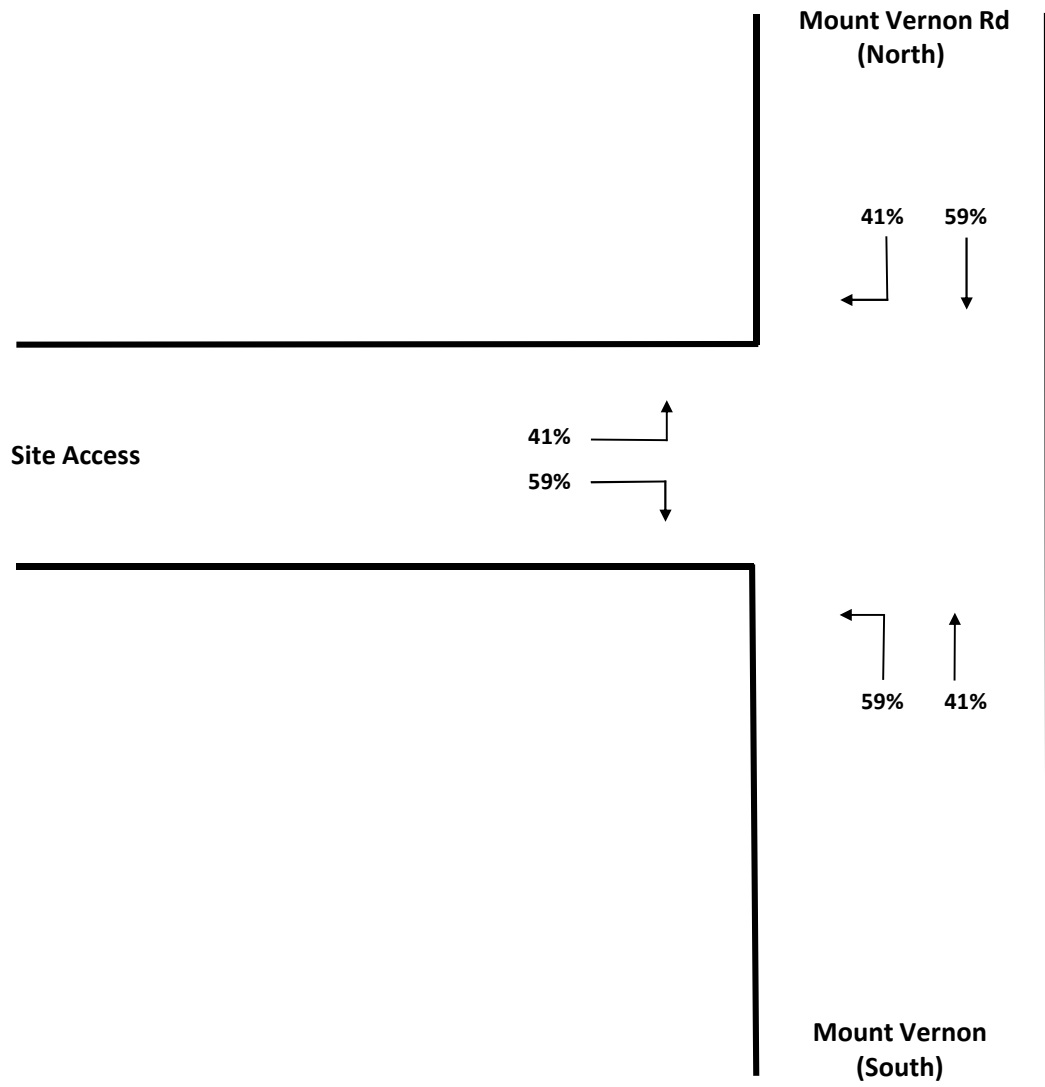 Mount Vernon Rd
(North)
41% 59%
41%
Site Access
59%
59% 41%
Mount Vernon
(South)